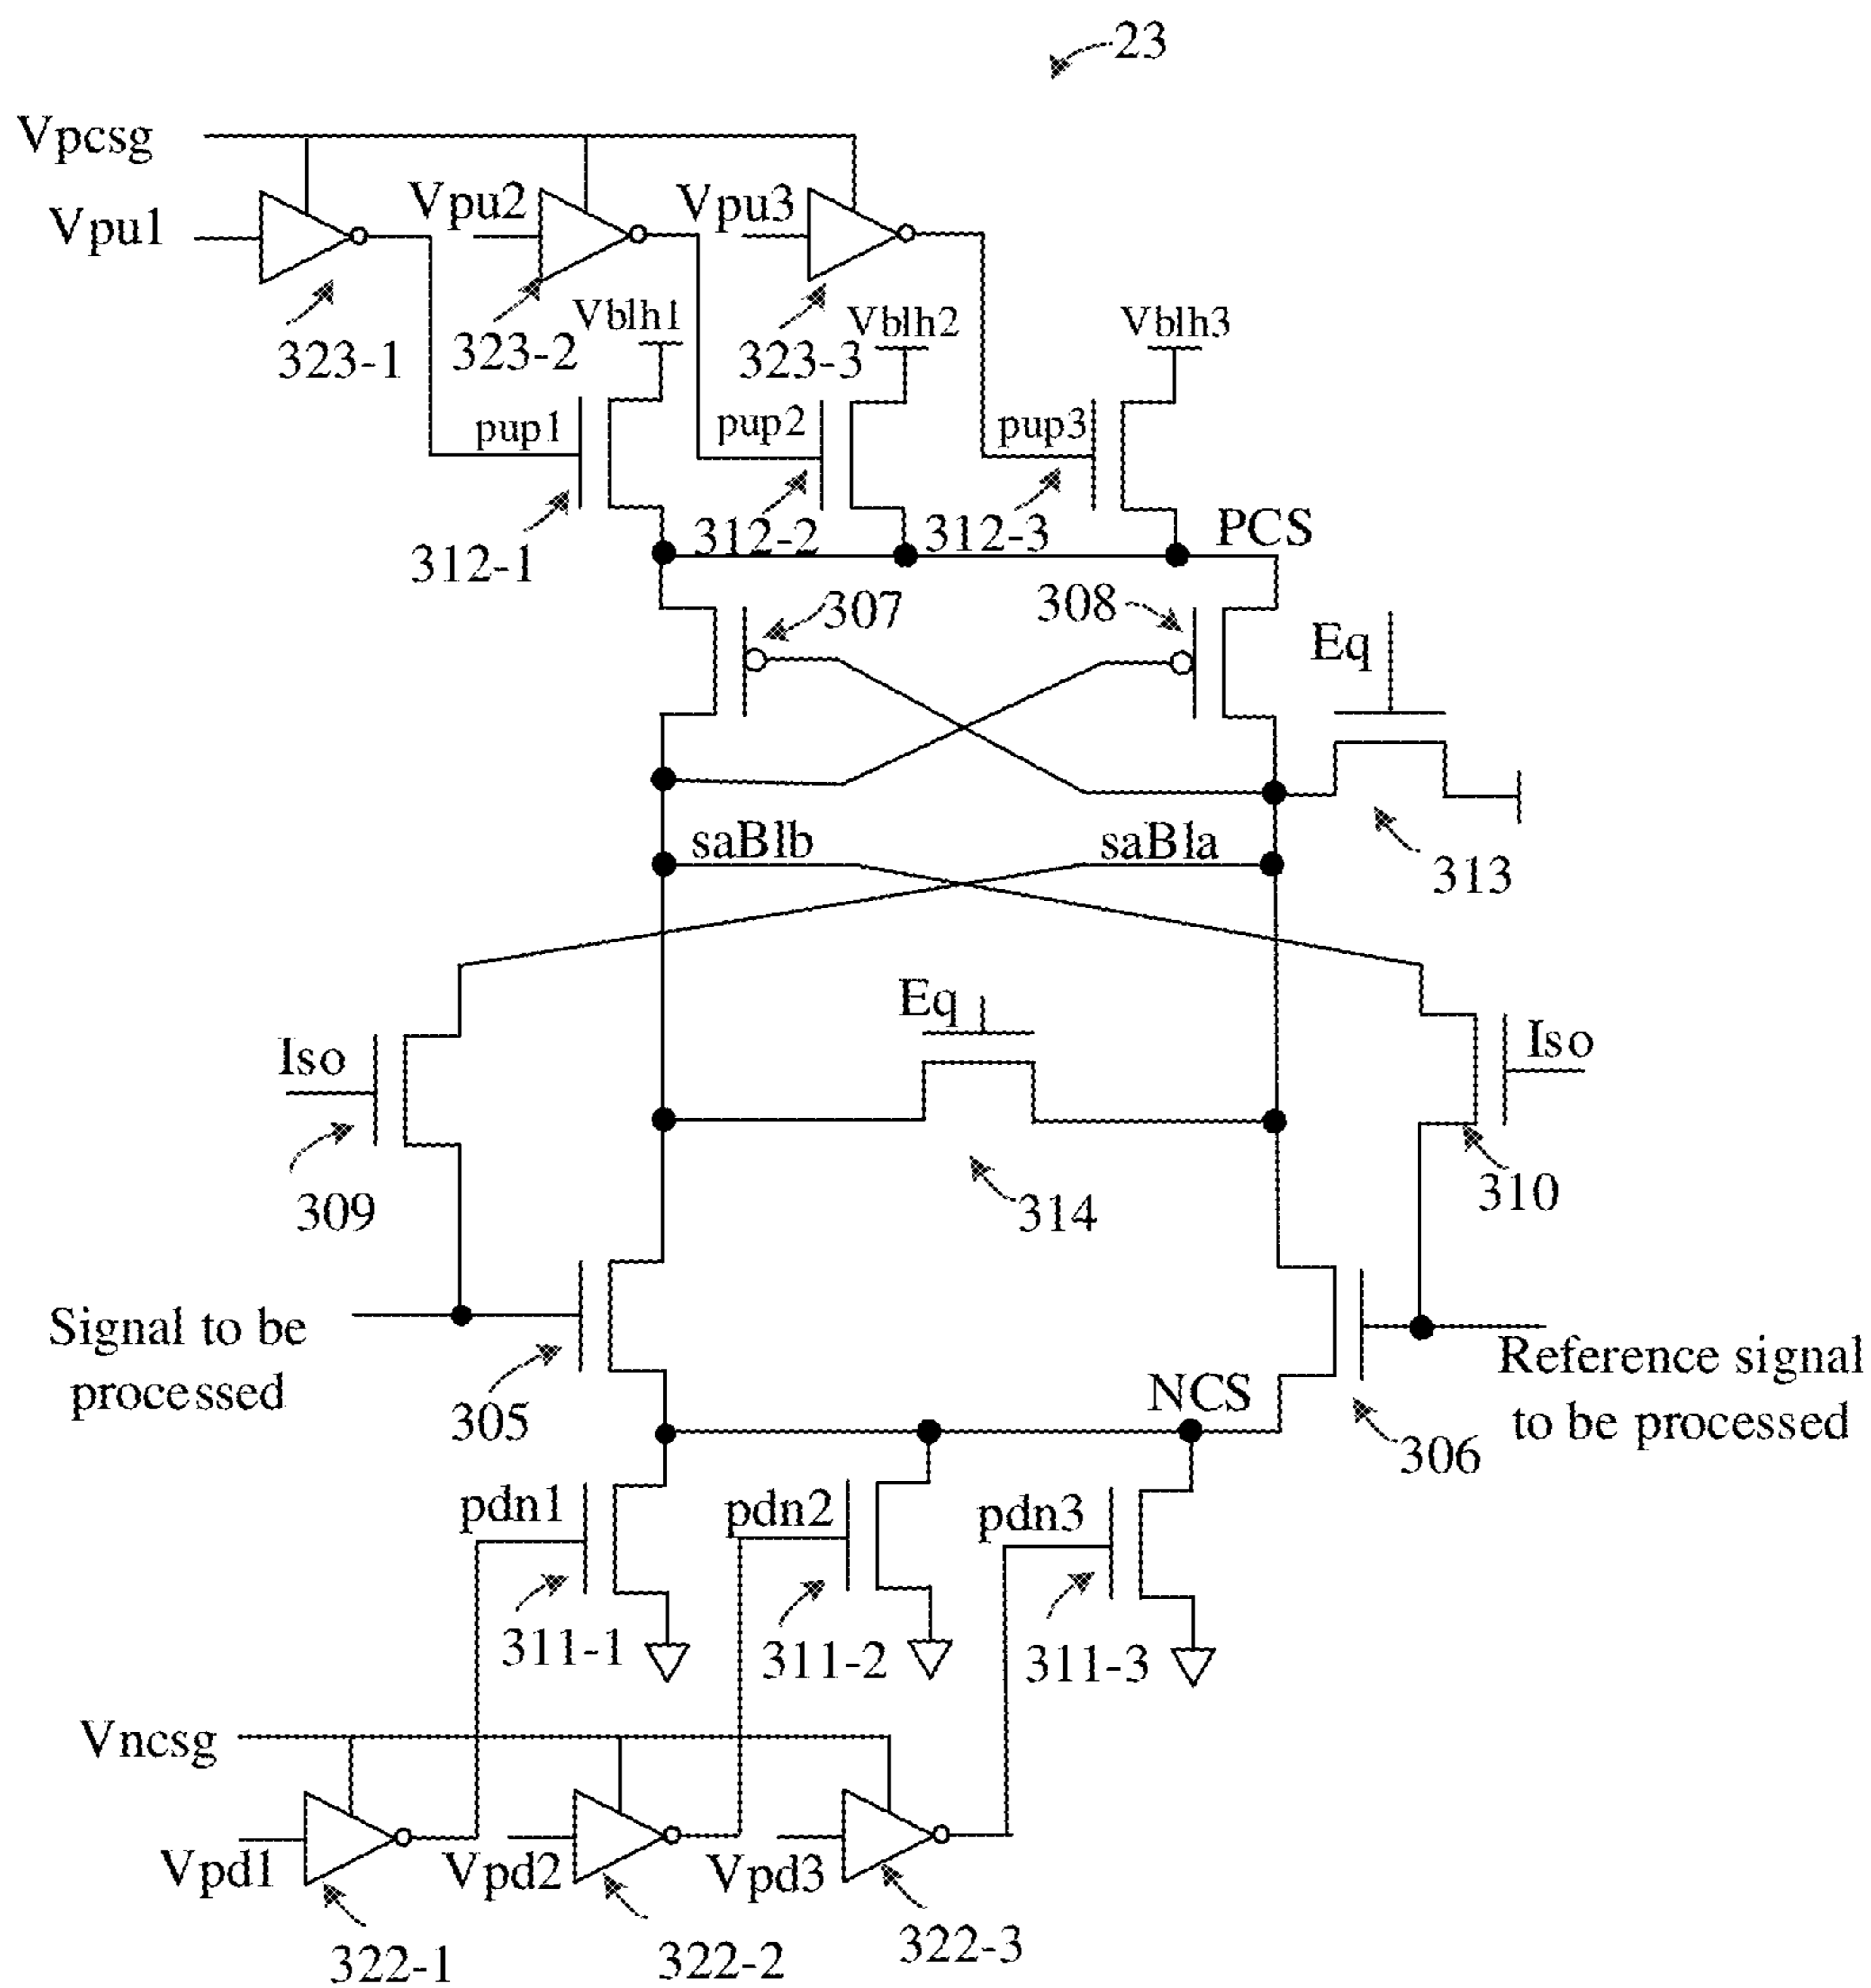 23
Vpcsg
Vpu1
Vpu2
Vpu3
323-1
323-2
323-3
Vblh1
Vblh2
Vblh3
pup1
pup2
pup3
312-1
312-2
312-3
PCS
307
308
Eq
313
saBlb
saBla
Iso
Eq
Iso
309
314
310
Signal to be
processed
305
NCS
306
Reference signal
to be processed
pdn1
pdn2
pdn3
311-1
311-2
311-3
Vncsg
Vpd1
Vpd2
Vpd3
322-1
322-2
322-3